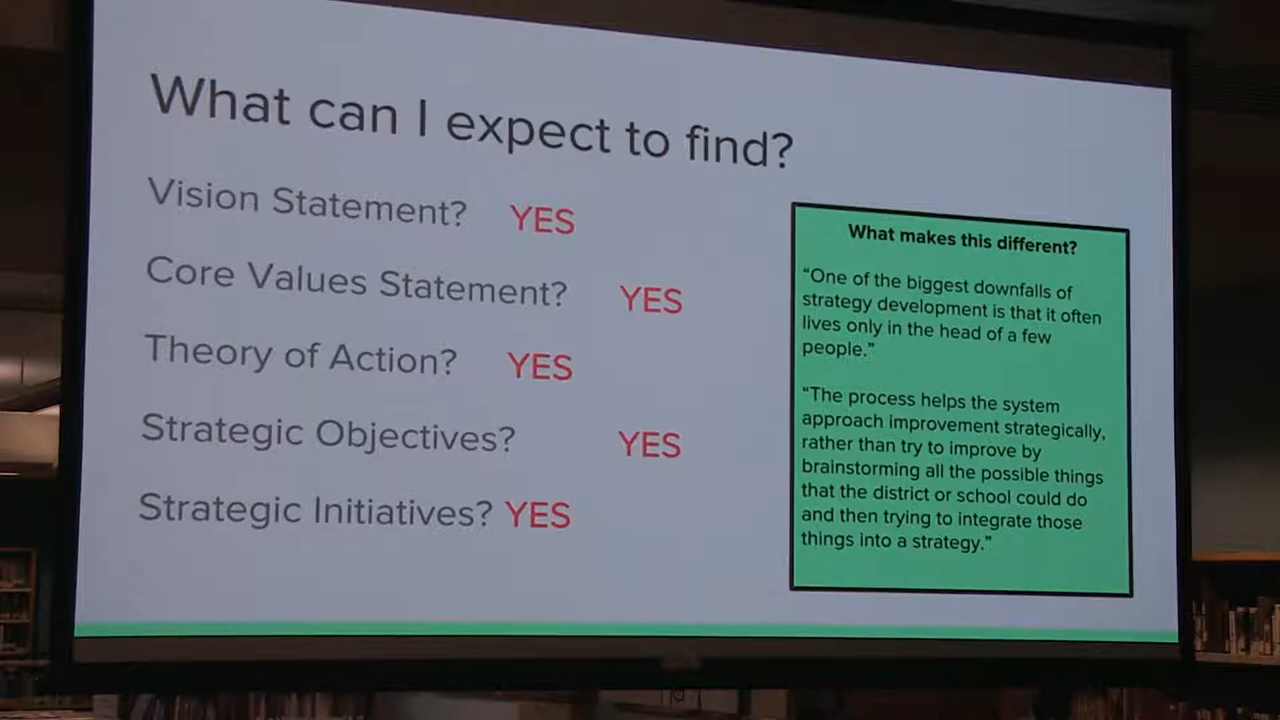 What can I expect to find?
Vision Statement? YES
Core Values Statement? YES
Theory of Action? YES
Strategic Objectives? YES
Strategic Initiatives? YES
What makes this different?
“One of the biggest downfalls of
strategy development is that it often
lives only in the head of a few
people.”
“The process helps the system
approach improvement strategically,
rather than try to improve by
brainstorming all the possible things
that the district or school could do
and then trying to integrate those
things into a strategy.”